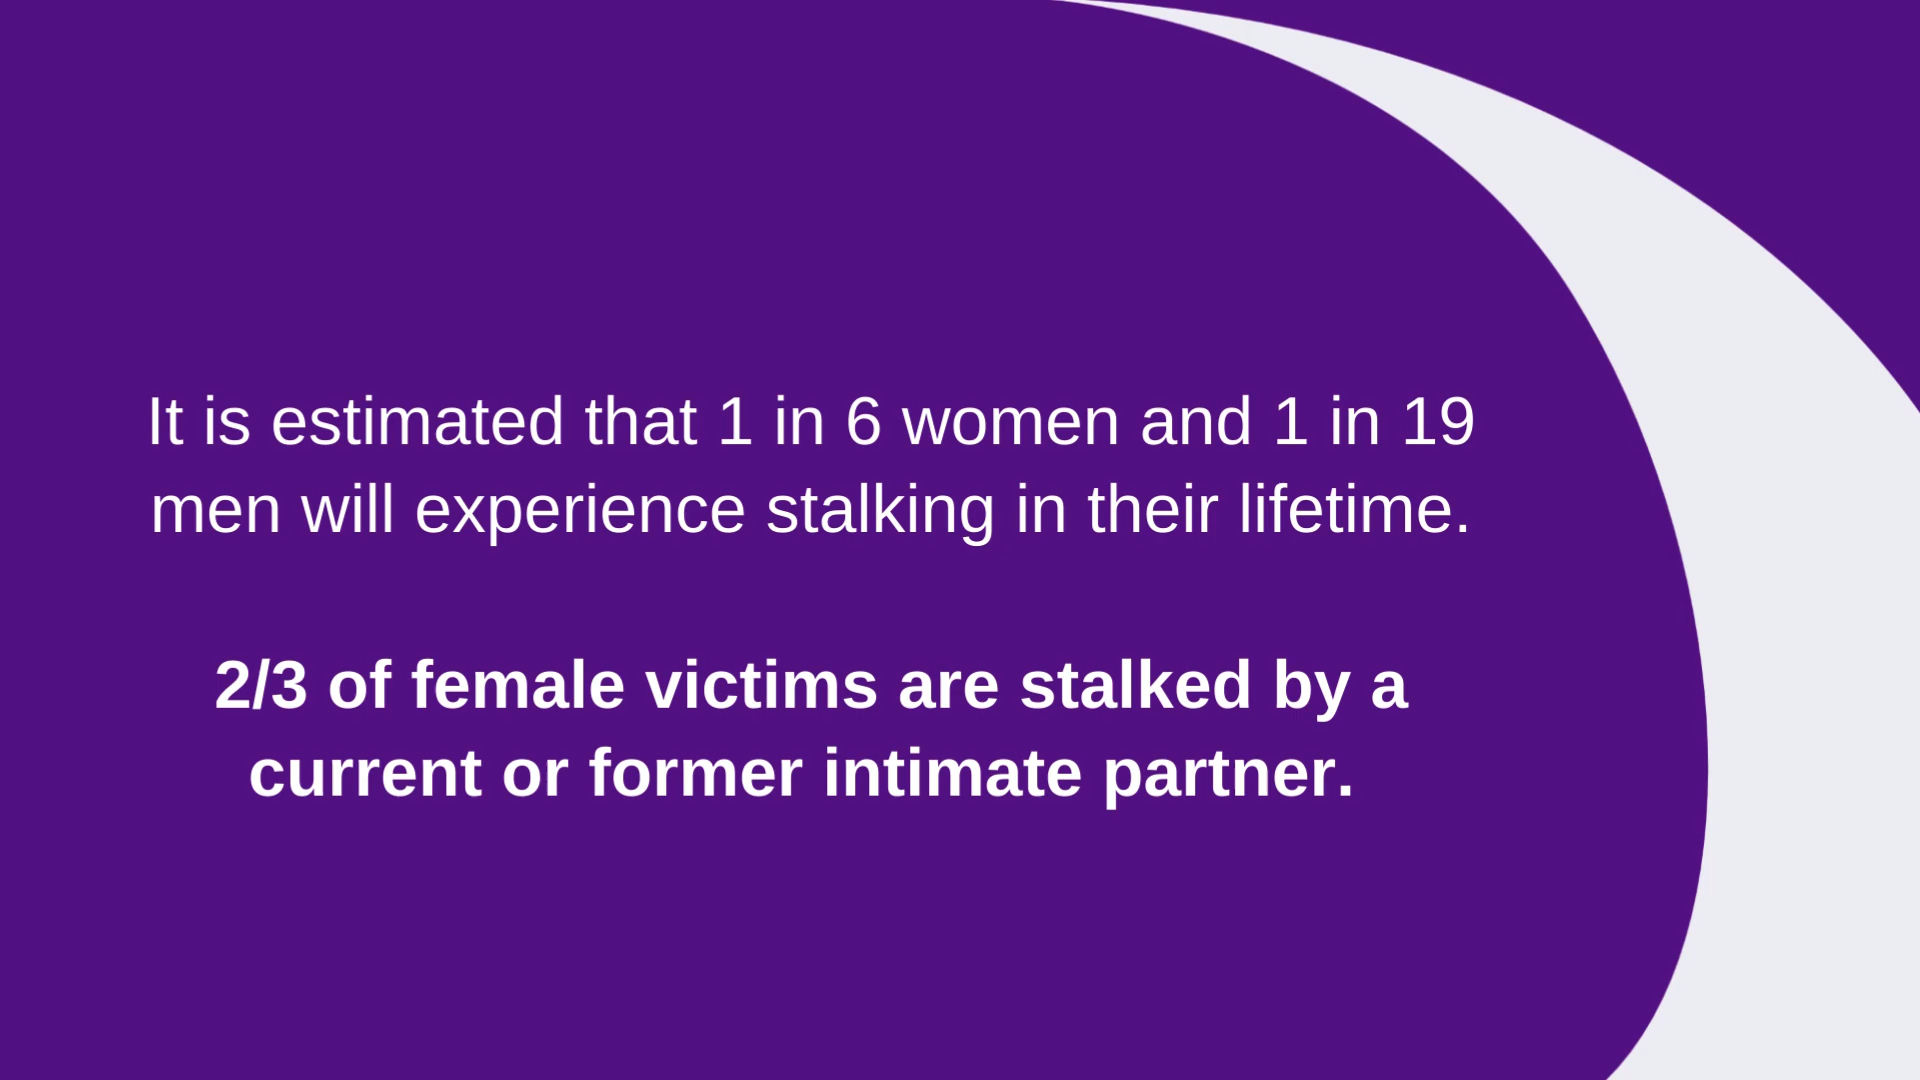 It is estimated that 1 in 6 women and 1 in 19
men will experience stalking in their lifetime.
2/3 of female victims are stalked by a
current or former intimate partner.